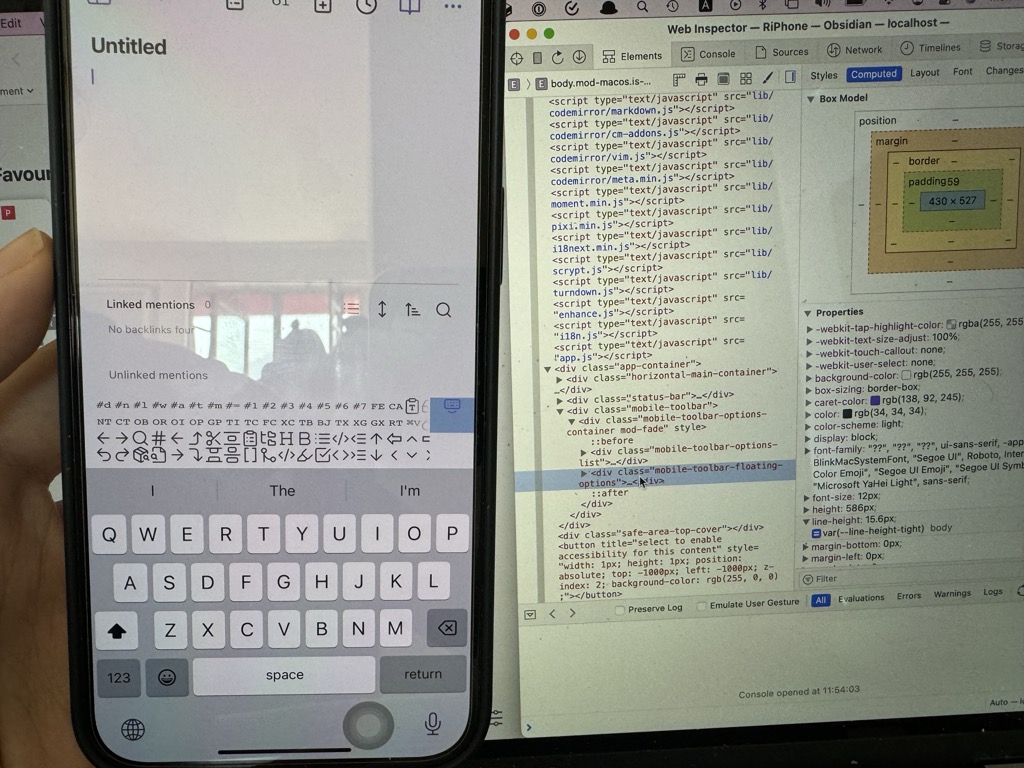 Edit
ment
Favour
P
Untitled
Linked mentions 0
No backlinks four
Unlinked mentions
#d #n #l #w #a #t #m #= #1 #2 #3 #4 #5 #6 #7 FE CA
NT CT OB OR OI OP GP TI TC FC XC TB BJ TX XG GX RT ⌘V
H B
I The I'm
Q W E R T Y U I O P
A S D F G H J K L
Z X C V B N M
123 space return
Web Inspector — RiPhone — Obsidian — localhost —
Elements Console Sources Network Timelines Storag
E E body.mod-macos.is-...
Styles Computed Layout Font Changes
<script type="text/javascript" src="lib/
codemirror/markdown.js"></script>
<script type="text/javascript" src="lib/
codemirror/cm-addons.js"></script>
<script type="text/javascript" src="lib/
codemirror/vim.js"></script>
<script type="text/javascript" src="lib/
codemirror/meta.min.js"></script>
<script type="text/javascript" src="lib/
moment.min.js"></script>
<script type="text/javascript" src="lib/
pixi.min.js"></script>
<script type="text/javascript" src="lib/
i18next.min.js"></script>
<script type="text/javascript" src="lib/
scrypt.js"></script>
<script type="text/javascript" src="lib/
turndown.js"></script>
<script type="text/javascript" src=
"enhance.js"></script>
<script type="text/javascript" src=
"i18n.js"></script>
<script type="text/javascript" src=
"app.js"></script>
<div class="app-container">
<div class="horizontal-main-container">
…</div>
<div class="status-bar">…</div>
<div class="mobile-toolbar">
<div class="mobile-toolbar-options-
container mod-fade" style>
::before
<div class="mobile-toolbar-options-
list">…</div>
<div class="mobile-toolbar-floating-
options">…</div>
::after
</div>
</div>
</div>
<div class="safe-area-top-cover"></div>
<button title="select to enable
accessibility for this content" style=
"width: 1px; height: 1px; position:
absolute; top: -1000px; left: -1000px; z-
index: 2; background-color: rgb(255, 0, 0)
;"></button>
Box Model
position –
margin –
border –
padding 59
430 × 527
Properties
-webkit-tap-highlight-color: rgba(255, 255
-webkit-text-size-adjust: 100%;
-webkit-touch-callout: none;
-webkit-user-select: none;
background-color: rgb(255, 255, 255);
box-sizing: border-box;
caret-color: rgb(138, 92, 245);
color: rgb(34, 34, 34);
color-scheme: light;
display: block;
font-family: "??", "??", "??", ui-sans-serif, -app
BlinkMacSystemFont, "Segoe UI", Roboto, Inter
Color Emoji", "Segoe UI Emoji", "Segoe UI Symb
"Microsoft YaHei Light", sans-serif;
font-size: 12px;
height: 586px;
line-height: 15.6px;
var(--line-height-tight) body
margin-bottom: 0px;
margin-left: 0px;
Filter
Preserve Log Emulate User Gesture All Evaluations Errors Warnings Logs
Console opened at 11:54:03
Auto —